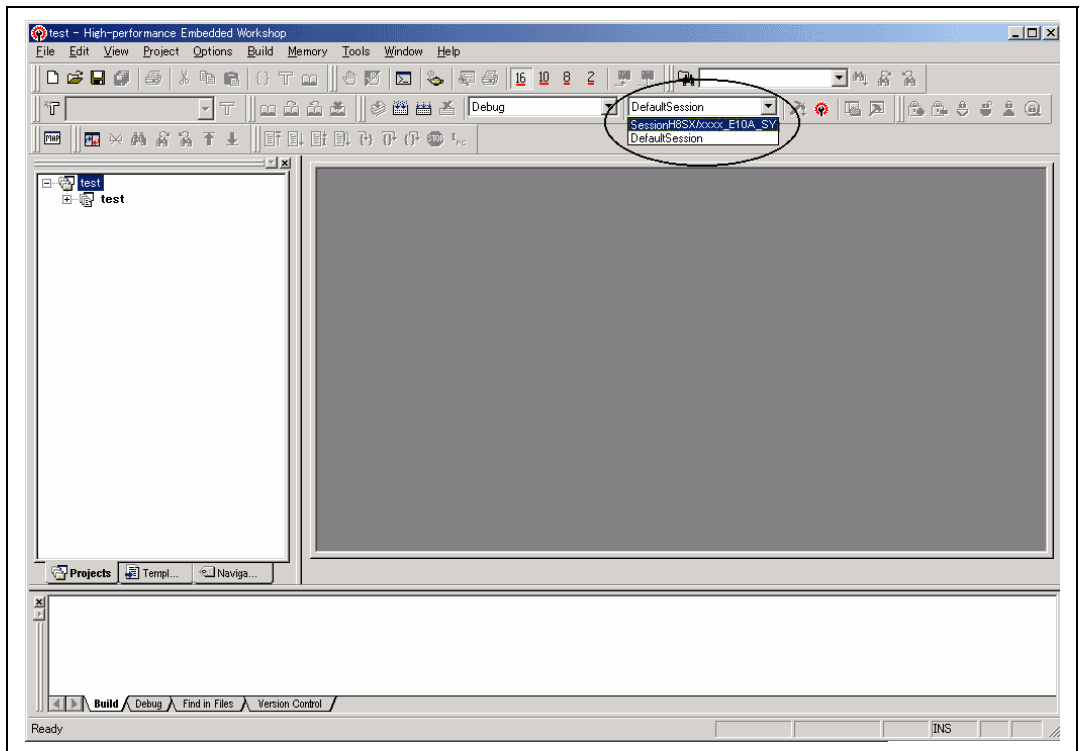 test - High-performance Embedded Workshop
File Edit View Project Options Build Memory Tools Window Help
16 10 8 2
Debug DefaultSession
SessionH8SX/xxxx_E10A_SY
DefaultSession
MAP
test
test
Projects Templ... Naviga...
Build Debug Find in Files Version Control
Ready INS